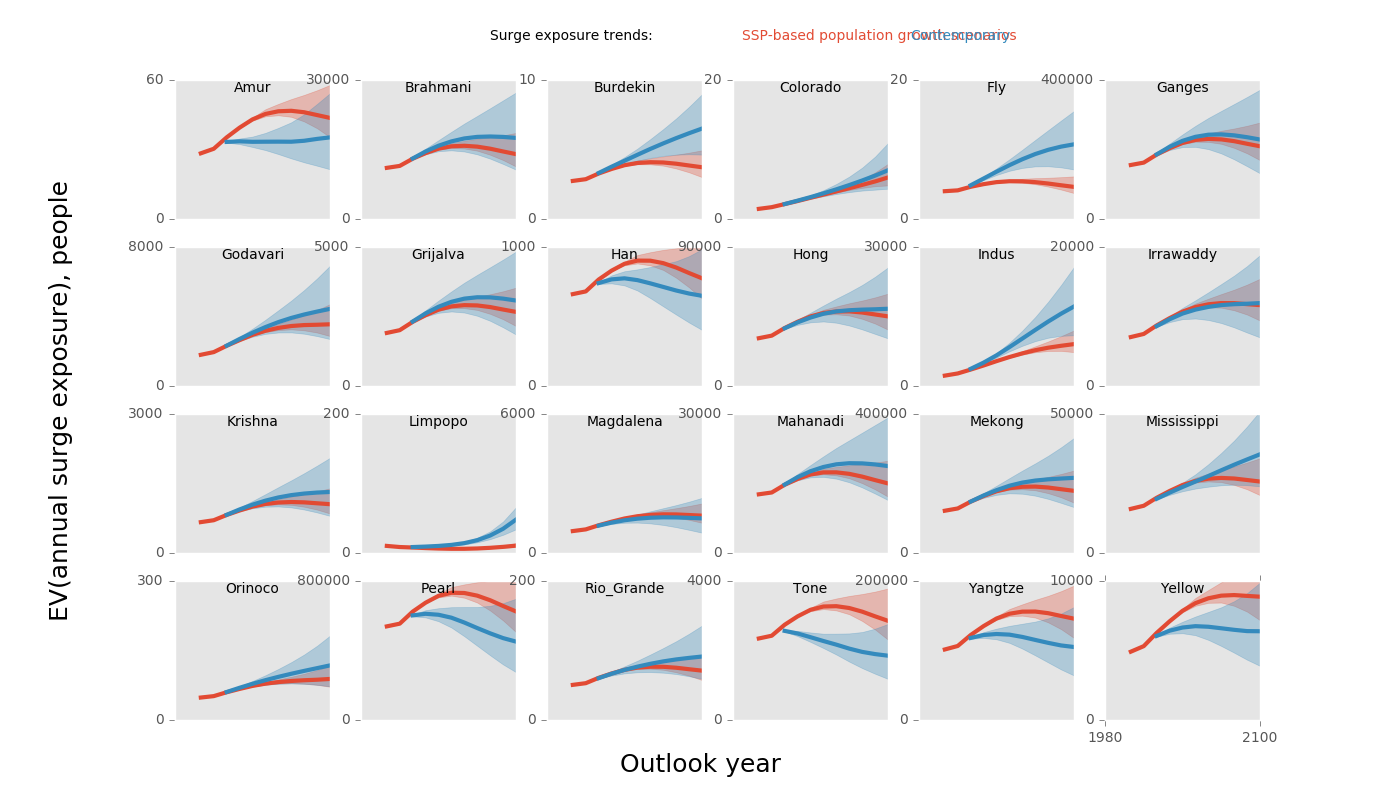 Surge exposure trends: SSP-based population growth scenarios Contemporary
60 30000 10 20 20 400000
Amur Brahmani Burdekin Colorado Fly Ganges
0 0 0 0 0 0
8000 5000 1000 90000 30000 20000
Godavari Grijalva Han Hong Indus Irrawaddy
0 0 0 0 0 0
3000 200 6000 30000 400000 50000
Krishna Limpopo Magdalena Mahanadi Mekong Mississippi
0 0 0 0 0 0
300 800000 200 4000 200000 10000
Orinoco Pearl Rio_Grande Tone Yangtze Yellow
0 0 0 0 0 0
1980 2100
EV(annual surge exposure), people
Outlook year